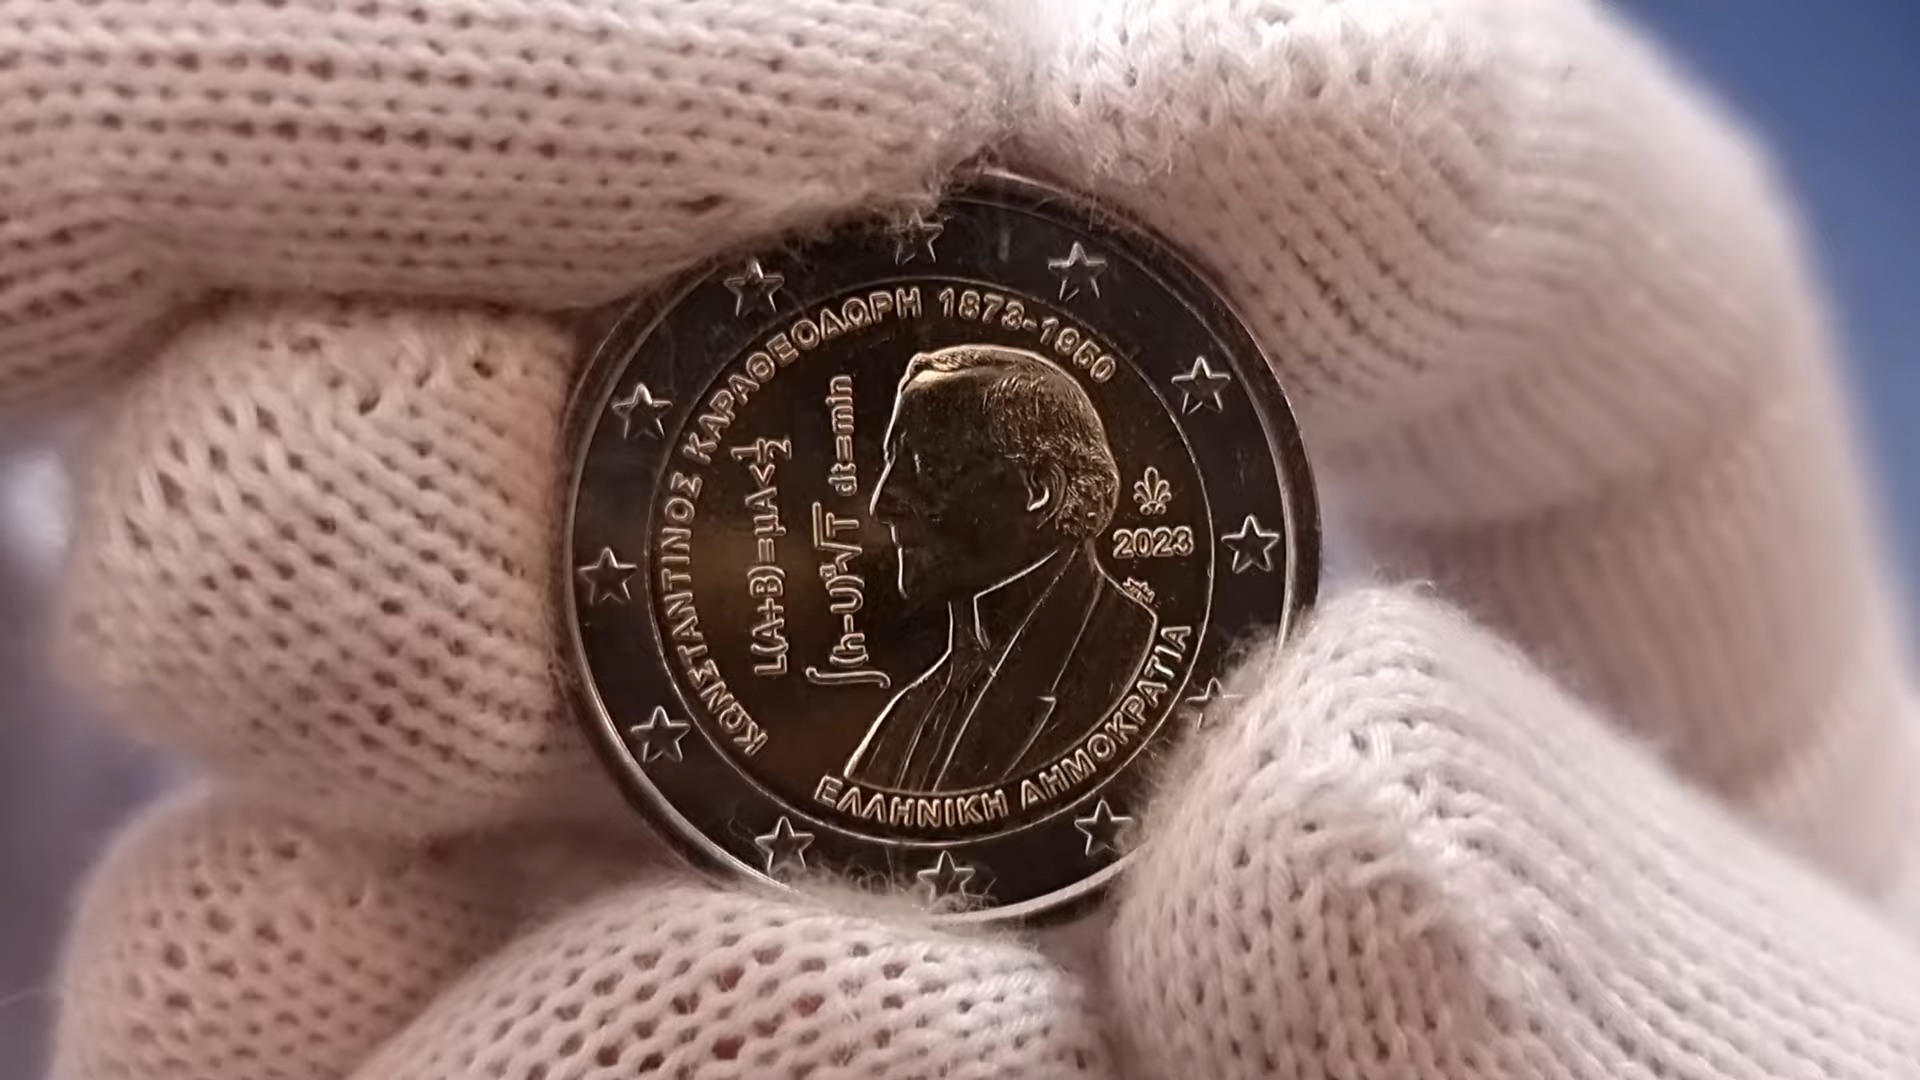 ΚΩΝΣΤΑΝΤΙΝΟΣ ΚΑΡΑΘΕΟΔΩΡΗ 1873-1950
L(A+B)=μA<½
∫(h-U)²√T dt=min
2023
ΕΛΛΗΝΙΚΗ ΔΗΜΟΚΡΑΤΙΑ